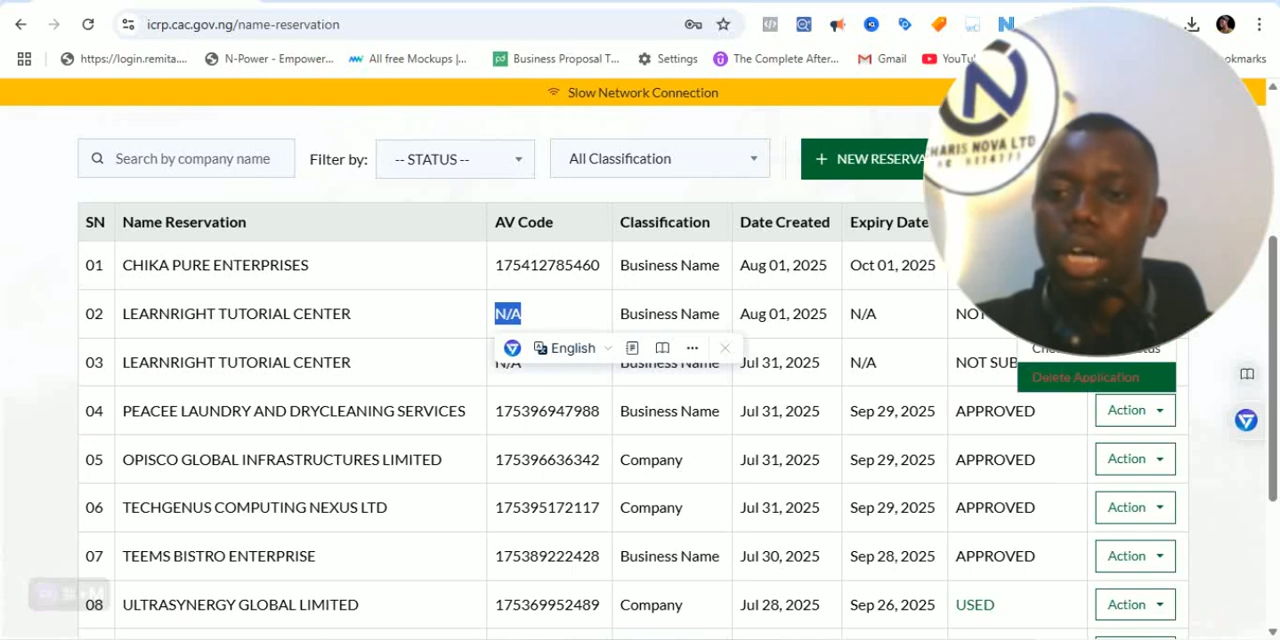 icrp.cac.gov.ng/name-reservation
https://login.remita....
N-Power - Empower...
All free Mockups |...
Business Proposal T...
Settings
The Complete After...
Gmail
YouTu
okmarks
Slow Network Connection
Search by company name
Filter by:
-- STATUS --
All Classification
+ NEW RESERVA
CHARIS NOVA LTD
SN Name Reservation AV Code Classification Date Created Expiry Date
01 CHIKA PURE ENTERPRISES 175412785460 Business Name Aug 01, 2025 Oct 01, 2025
02 LEARNRIGHT TUTORIAL CENTER N/A Business Name Aug 01, 2025 N/A NOT
English
03 LEARNRIGHT TUTORIAL CENTER N/A Business Name Jul 31, 2025 N/A NOT SUB
Delete Application
04 PEACEE LAUNDRY AND DRYCLEANING SERVICES 175396947988 Business Name Jul 31, 2025 Sep 29, 2025 APPROVED Action
05 OPISCO GLOBAL INFRASTRUCTURES LIMITED 175396636342 Company Jul 31, 2025 Sep 29, 2025 APPROVED Action
06 TECHGENUS COMPUTING NEXUS LTD 175395172117 Company Jul 31, 2025 Sep 29, 2025 APPROVED Action
07 TEEMS BISTRO ENTERPRISE 175389222428 Business Name Jul 30, 2025 Sep 28, 2025 APPROVED Action
08 ULTRASYNERGY GLOBAL LIMITED 175369952489 Company Jul 28, 2025 Sep 26, 2025 USED Action